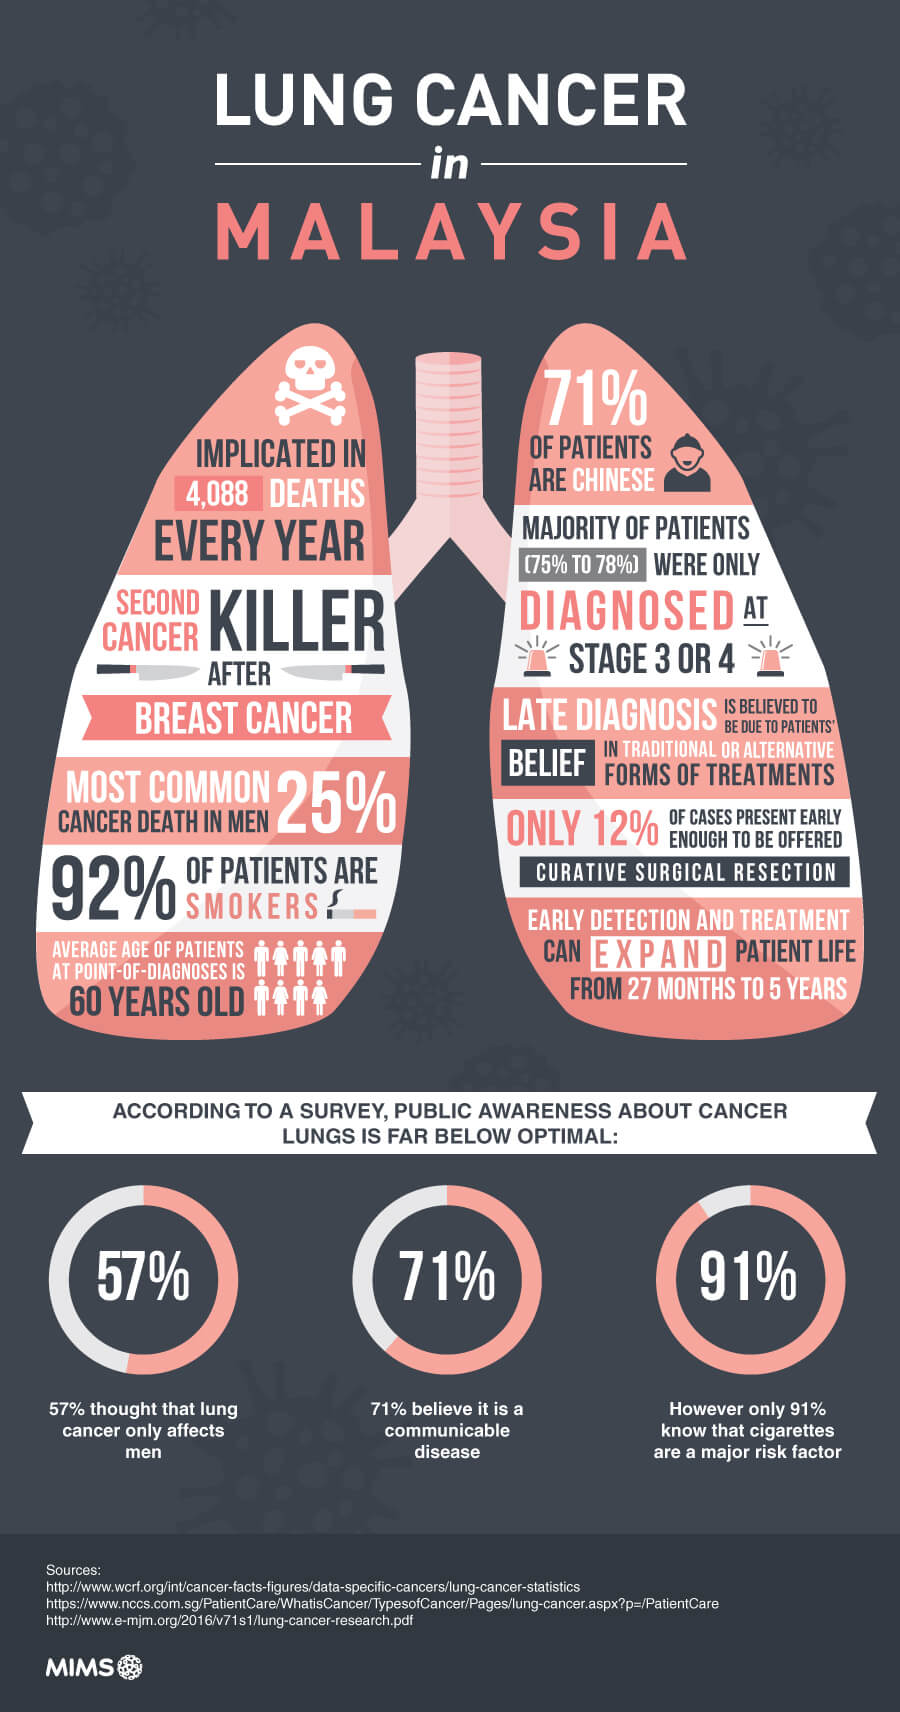 LUNG CANCER
in
MALAYSIA
IMPLICATED IN
4,088 DEATHS
EVERY YEAR
SECOND
CANCER KILLER
AFTER
BREAST CANCER
MOST COMMON
CANCER DEATH IN MEN 25%
92% OF PATIENTS ARE
SMOKERS
AVERAGE AGE OF PATIENTS
AT POINT-OF-DIAGNOSES IS
60 YEARS OLD
71%
OF PATIENTS
ARE CHINESE
MAJORITY OF PATIENTS
(75% TO 78%) WERE ONLY
DIAGNOSED AT
STAGE 3 OR 4
LATE DIAGNOSIS IS BELIEVED TO
BE DUE TO PATIENTS'
BELIEF IN TRADITIONAL OR ALTERNATIVE
FORMS OF TREATMENTS
ONLY 12% OF CASES PRESENT EARLY
ENOUGH TO BE OFFERED
CURATIVE SURGICAL RESECTION
EARLY DETECTION AND TREATMENT
CAN EXPAND PATIENT LIFE
FROM 27 MONTHS TO 5 YEARS
ACCORDING TO A SURVEY, PUBLIC AWARENESS ABOUT CANCER
LUNGS IS FAR BELOW OPTIMAL:
57%
57% thought that lung
cancer only affects
men
71%
71% believe it is a
communicable
disease
91%
However only 91%
know that cigarettes
are a major risk factor
Sources:
http://www.wcrf.org/int/cancer-facts-figures/data-specific-cancers/lung-cancer-statistics
https://www.nccs.com.sg/PatientCare/WhatisCancer/TypesofCancer/Pages/lung-cancer.aspx?p=/PatientCare
http://www.e-mjm.org/2016/v71s1/lung-cancer-research.pdf
MIMS